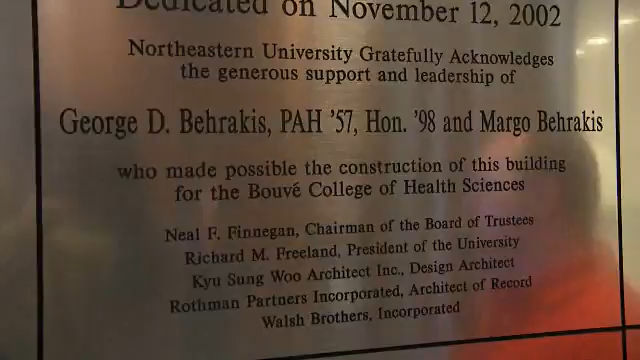 Dedicated on November 12, 2002
Northeastern University Gratefully Acknowledges
the generous support and leadership of
George D. Behrakis, PAH '57, Hon. '98 and Margo Behrakis
who made possible the construction of this building
for the Bouvé College of Health Sciences
Neal F. Finnegan, Chairman of the Board of Trustees
Richard M. Freeland, President of the University
Kyu Sung Woo Architect Inc., Design Architect
Rothman Partners Incorporated, Architect of Record
Walsh Brothers, Incorporated